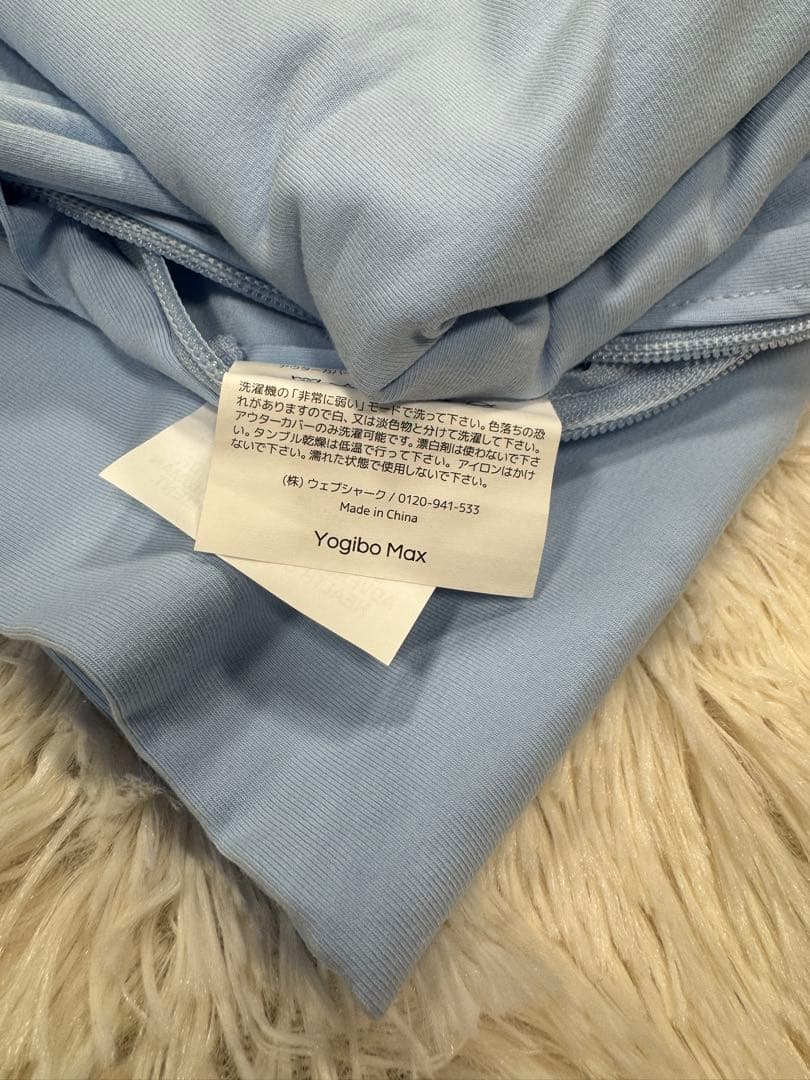 アウターカバー
洗濯機の「非常に弱い」モードで洗って下さい。色落ちの恐
れがありますので白、又は淡色物と分けて洗濯して下さい。
アウターカバーのみ洗濯可能です。漂白剤は使わないで下さ
い。タンブル乾燥は低温で行って下さい。アイロンはかけ
ないで下さい。濡れた状態で使用しないで下さい。
(株) ウェブシャーク / 0120-941-533
Made in China
Yogibo Max